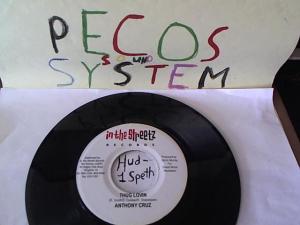 PECOS
SOUND
SYSTEM
in the streetz
RECORDS
Hud-
1 Speth
THUG LOVIN
ANTHONY CRUZ